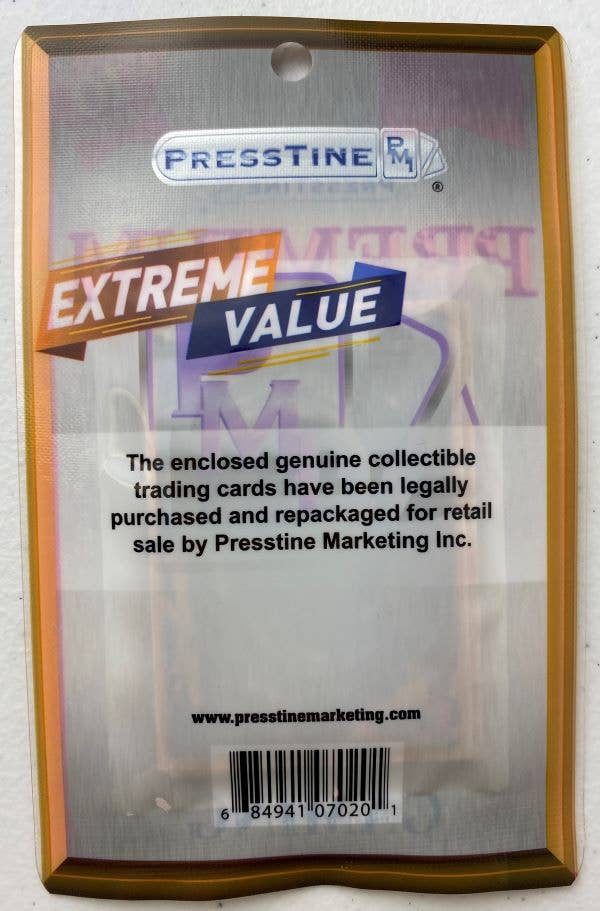 PRESSTINE PMI
®
EXTREME
VALUE
The enclosed genuine collectible
trading cards have been legally
purchased and repackaged for retail
sale by Presstine Marketing Inc.
www.presstinemarketing.com
6 84941 07020 1